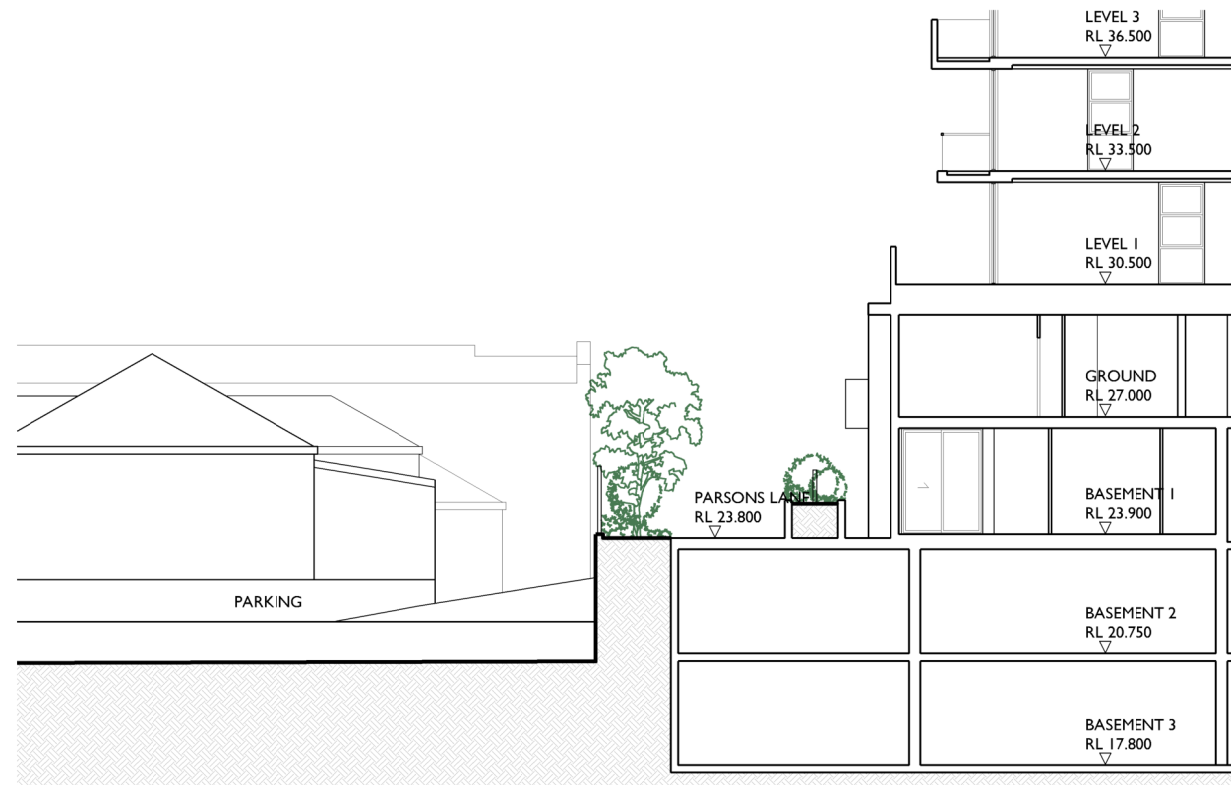 LEVEL 3
RL 36.500
LEVEL 2
RL 33.500
LEVEL 1
RL 30.500
GROUND
RL 27.000
PARSONS LANE
RL 23.800
BASEMENT 1
RL 23.900
PARKING
BASEMENT 2
RL 20.750
BASEMENT 3
RL 17.800